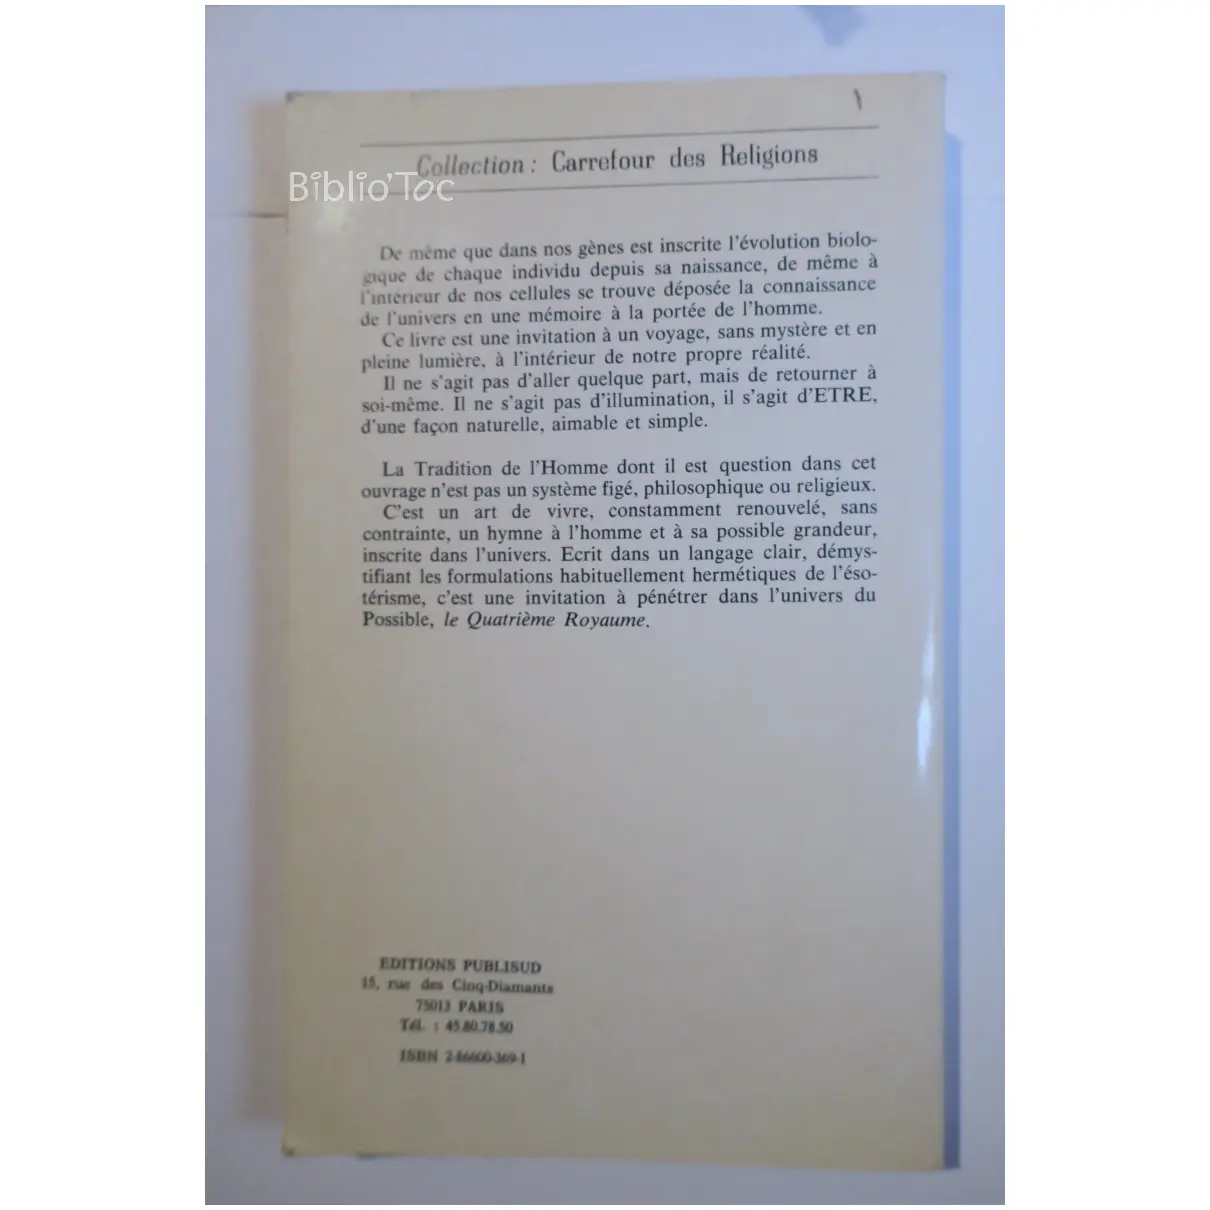 Collection : Carrefour des Religions
Biblio'Toc
De même que dans nos gènes est inscrite l'évolution biolo-
gique de chaque individu depuis sa naissance, de même à
l'intérieur de nos cellules se trouve déposée la connaissance
de l'univers en une mémoire à la portée de l'homme.
Ce livre est une invitation à un voyage, sans mystère et en
pleine lumière, à l'intérieur de notre propre réalité.
Il ne s'agit pas d'aller quelque part, mais de retourner à
soi-même. Il ne s'agit pas d'illumination, il s'agit d'ETRE,
d'une façon naturelle, aimable et simple.
La Tradition de l'Homme dont il est question dans cet
ouvrage n'est pas un système figé, philosophique ou religieux.
C'est un art de vivre, constamment renouvelé, sans
contrainte, un hymne à l'homme et à sa possible grandeur,
inscrite dans l'univers. Ecrit dans un langage clair, démys-
tifiant les formulations habituellement hermétiques de l'éso-
térisme, c'est une invitation à pénétrer dans l'univers du
Possible, le Quatrième Royaume.
EDITIONS PUBLISUD
15, rue des Cinq-Diamants
75013 PARIS
Tél. : 45.80.78.50
ISBN 2-86600-369-1